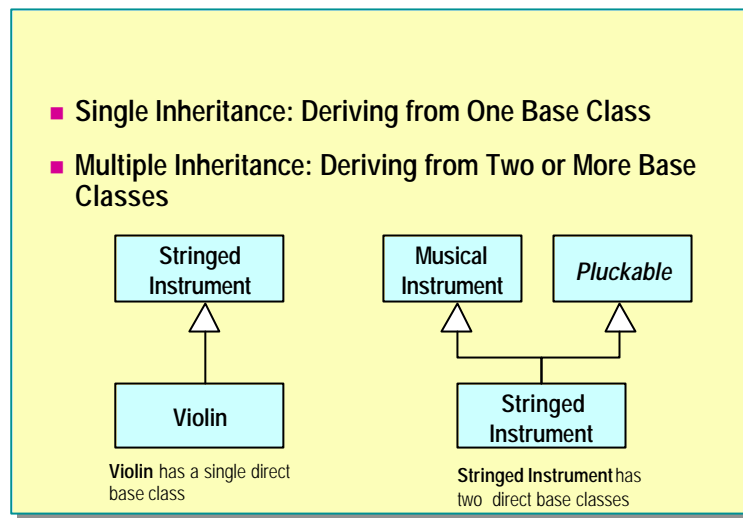 Single Inheritance: Deriving from One Base Class
Multiple Inheritance: Deriving from Two or More Base
Classes
Stringed
Instrument
Musical
Instrument
Pluckable
Violin
Stringed
Instrument
Violin has a single direct
base class
Stringed Instrument has
two direct base classes